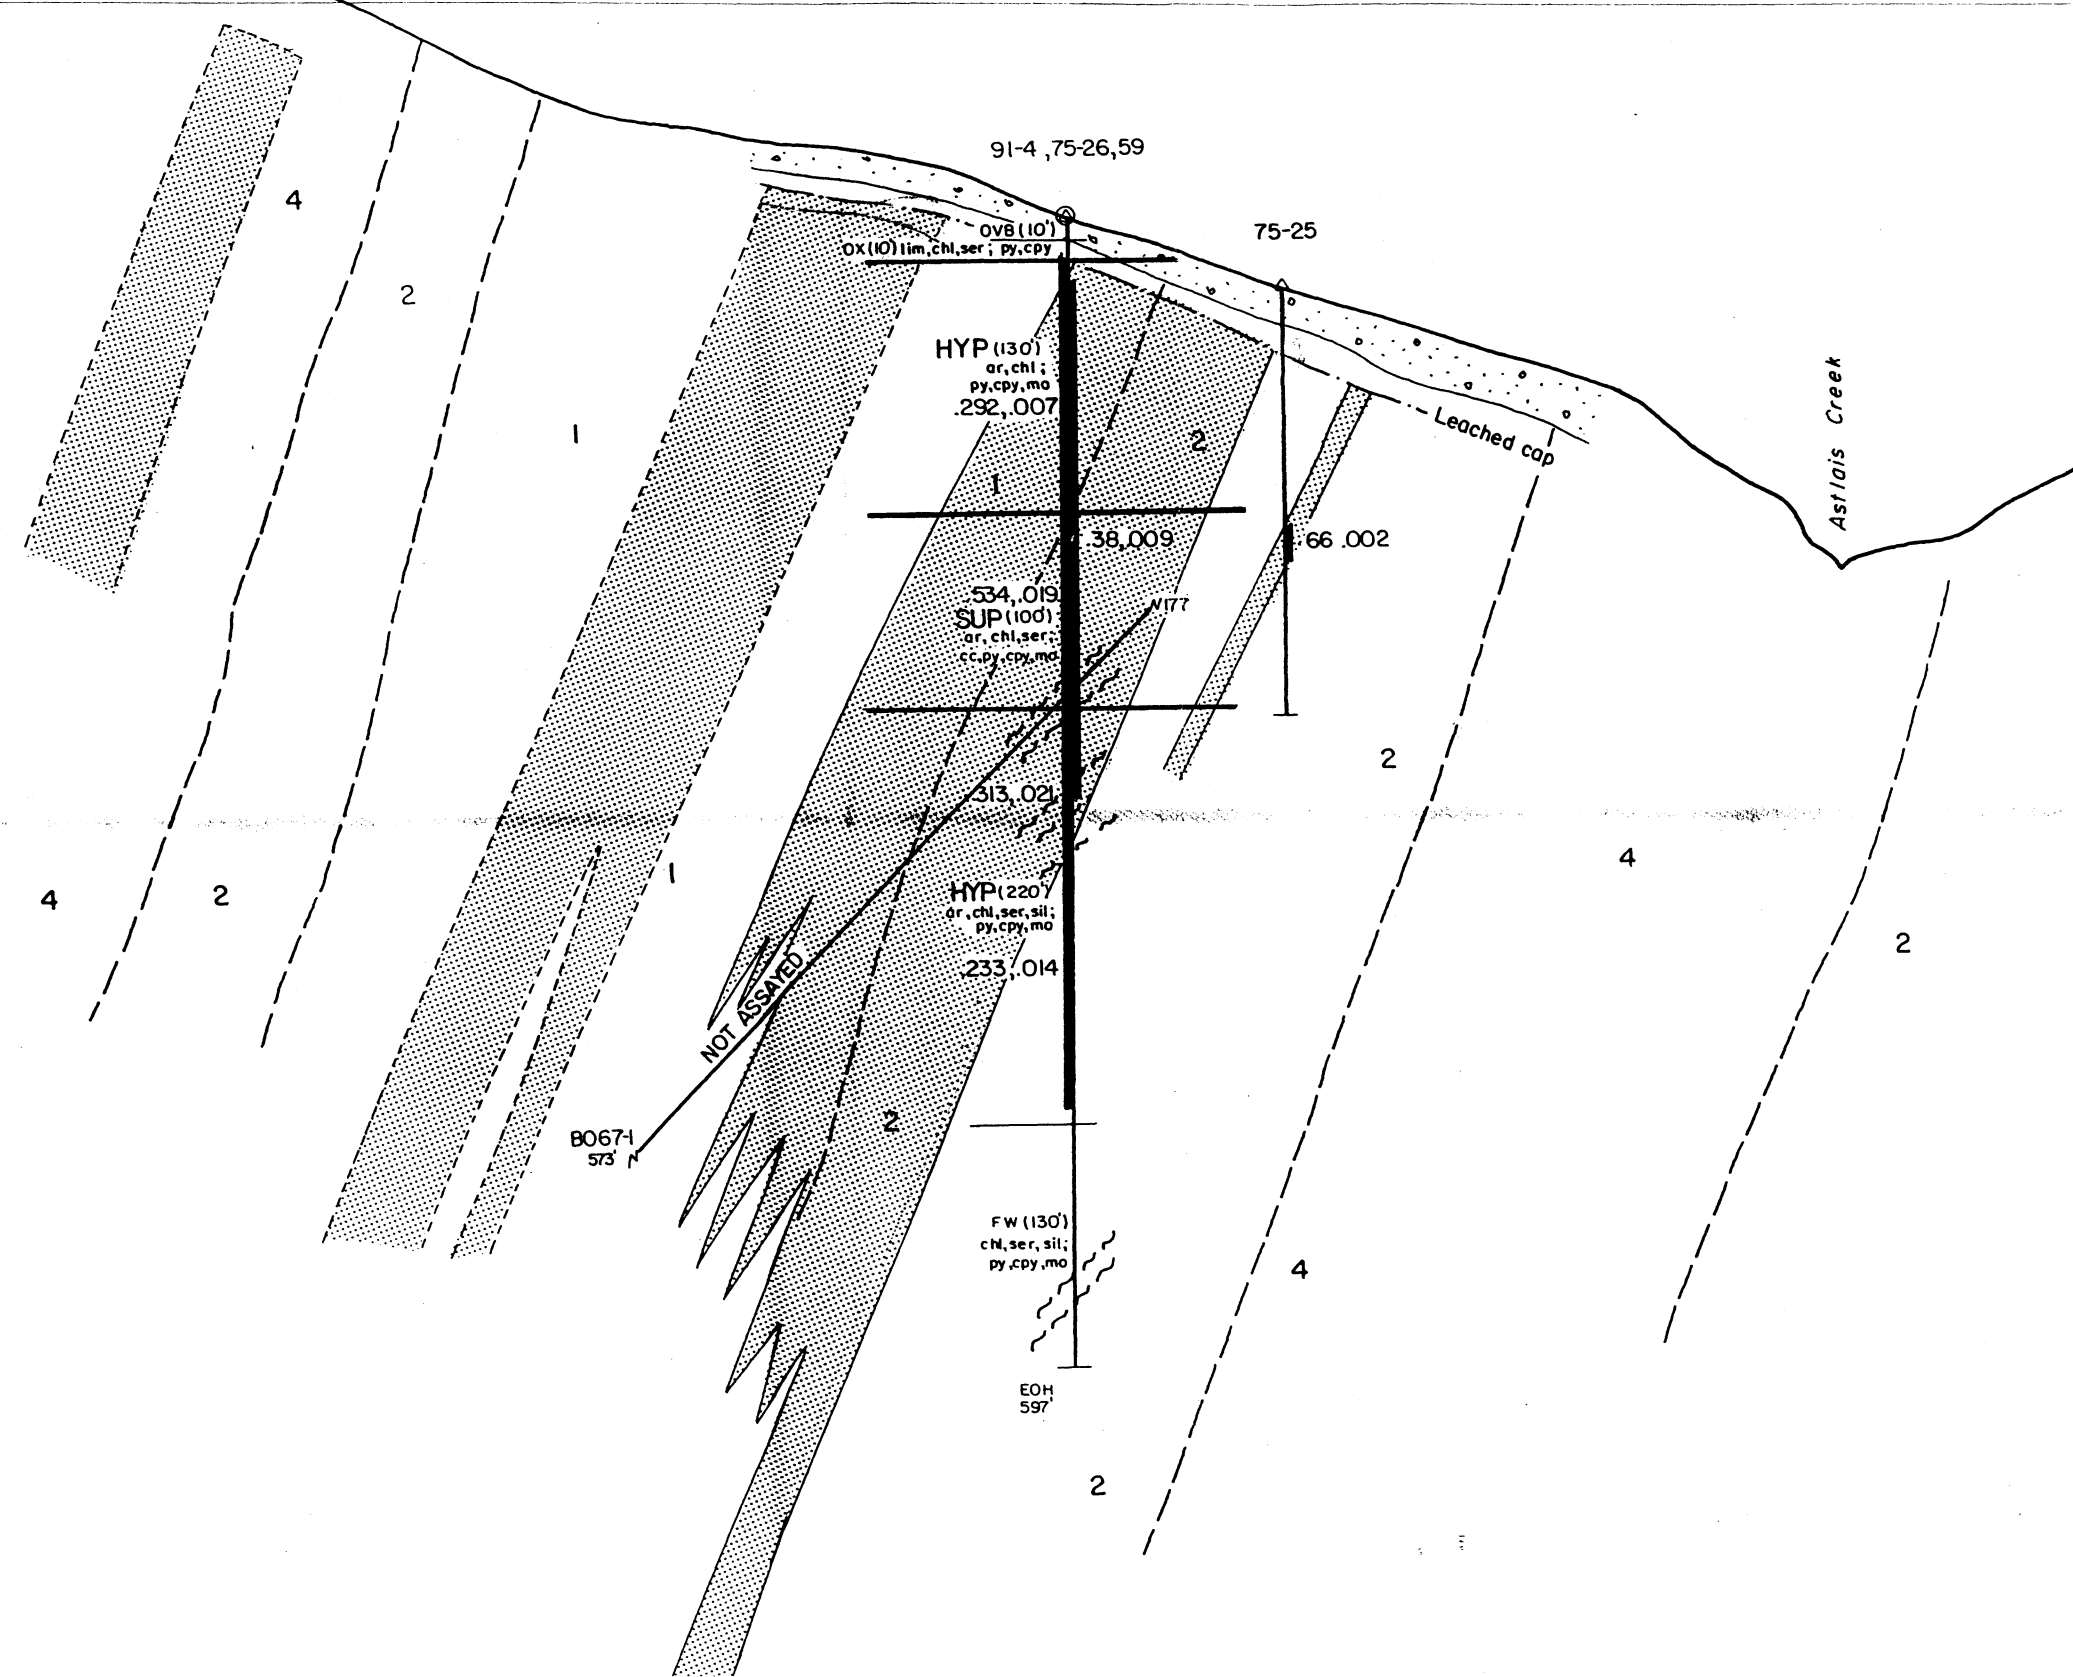 91-4 ,75-26,59
75-25
OVB (10')
OX(10) lim,chl,ser; py,cpy
4
2
1
HYP (130')
ar,chl;
py,cpy,mo
.292,.007
2
1
Leached cap
Astlais Creek
38,.009
.66 .002
.534,.019
SUP (100')
ar, chl,ser;
cc,py,cpy,mo
N177
2
.313,.021
4
1
4
2
HYP (220')
ar,chl,ser,sil;
py,cpy,mo
.233,.014
2
NOT ASSAYED
BO67-1
573'
N
2
FW (130')
chl,ser, sil;
py,cpy,mo
4
EOH
597'
2